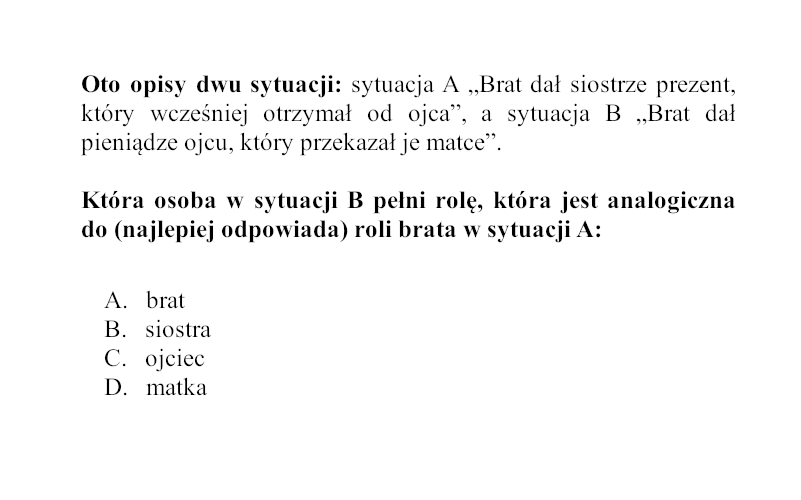 Oto opisy dwu sytuacji: sytuacja A „Brat dał siostrze prezent,
który wcześniej otrzymał od ojca”, a sytuacja B „Brat dał
pieniądze ojcu, który przekazał je matce”.
Która osoba w sytuacji B pełni rolę, która jest analogiczna
do (najlepiej odpowiada) roli brata w sytuacji A:
A. brat
B. siostra
C. ojciec
D. matka